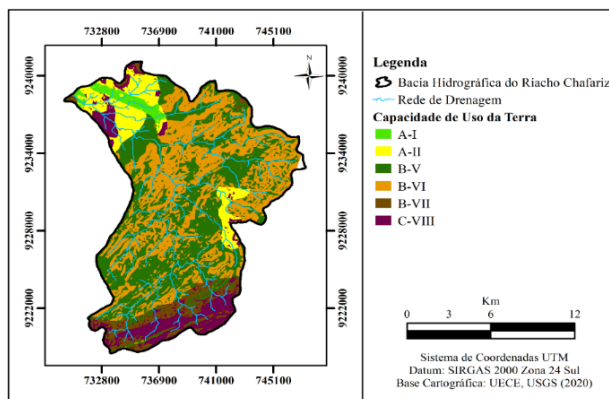 732800 736900 741000 745100
N
9240000 9240000
9234000 9234000
9228000 9228000
9222000 9222000
732800 736900 741000 745100
Legenda
Bacia Hidrográfica do Riacho Chafariz
Rede de Drenagem
Capacidade de Uso da Terra
A-I
A-II
B-V
B-VI
B-VII
C-VIII
Km
0 6 12
Sistema de Coordenadas UTM
Datum: SIRGAS 2000 Zona 24 Sul
Base Cartográfica: UECE, USGS (2020)